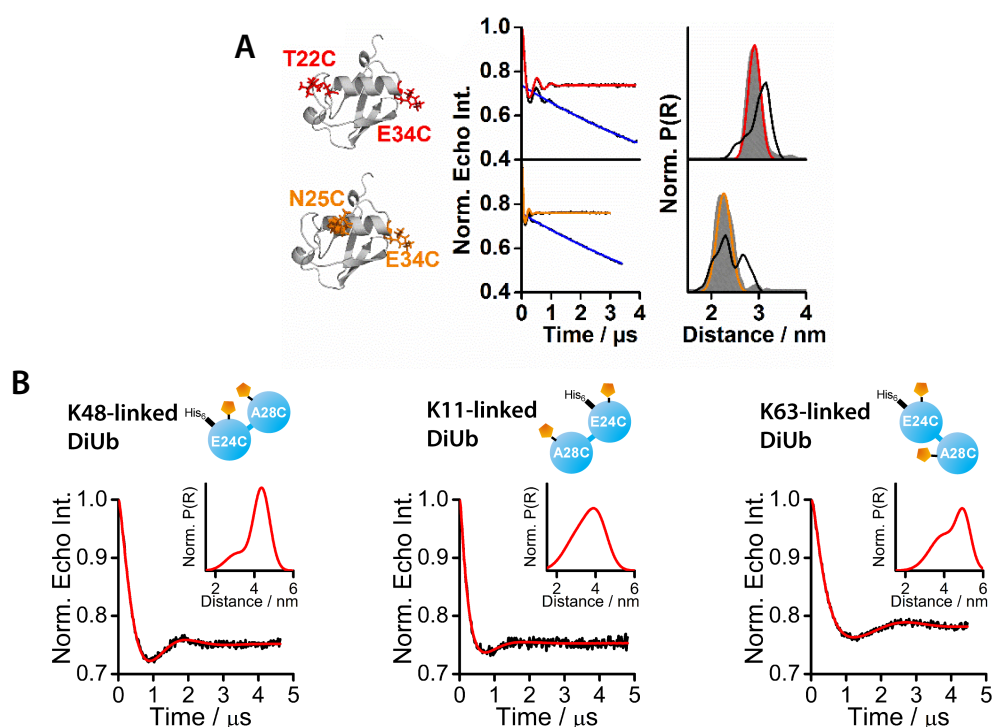 A
T22C
E34C
N25C
E34C
Norm. Echo Int.
1.0
0.8
0.6
0.4
1.0
0.8
0.6
0.4
0 1 2 3 4
Time / µs
Norm. P(R)
2 3 4
Distance / nm
B
K48-linked
DiUb
His6
A28C
E24C
Norm. Echo Int.
1.0
0.9
0.8
0.7
0 1 2 3 4 5
Time / µs
Norm. P(R)
2 4 6
Distance / nm
K11-linked
DiUb
His6
E24C
A28C
Norm. Echo Int.
1.0
0.9
0.8
0.7
0 1 2 3 4 5
Time / µs
Norm. P(R)
2 4 6
Distance / nm
K63-linked
DiUb
His6
E24C
A28C
Norm. Echo Int.
1.0
0.9
0.8
0.7
0 1 2 3 4 5
Time / µs
Norm. P(R)
2 4 6
Distance / nm